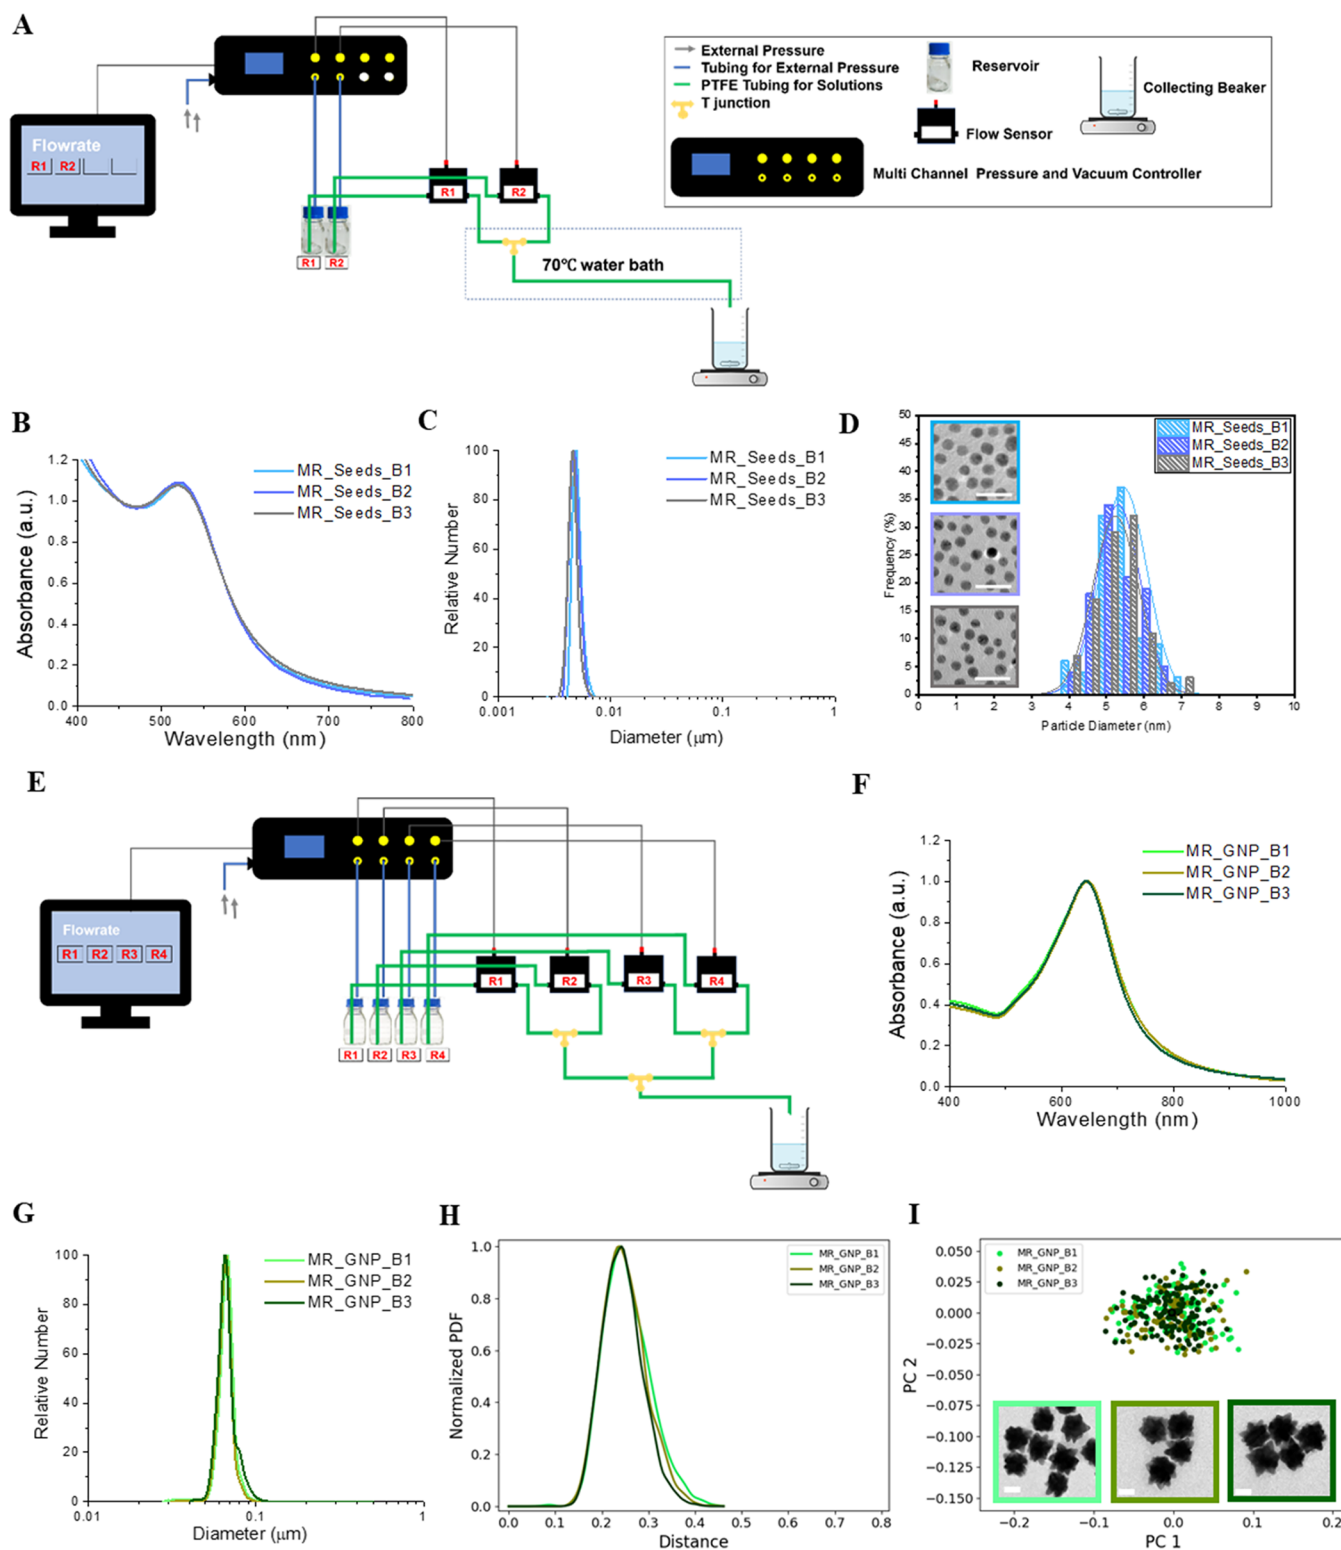 A
External Pressure
Tubing for External Pressure
PTFE Tubing for Solutions
T junction
Reservoir
Flow Sensor
Collecting Beaker
Multi Channel Pressure and Vacuum Controller
Flowrate
R1 R2
R1
R2
R1
R2
70℃ water bath
B
1.2
1.0
0.8
0.6
0.4
0.2
0.0
400 500 600 700 800
Absorbance (a.u.)
Wavelength (nm)
MR_Seeds_B1
MR_Seeds_B2
MR_Seeds_B3
C
100
80
60
40
20
0
0.001 0.01 0.1 1
Relative Number
Diameter (μm)
MR_Seeds_B1
MR_Seeds_B2
MR_Seeds_B3
D
50
45
40
35
30
25
20
15
10
5
0
0 1 2 3 4 5 6 7 8 9 10
Frequency (%)
Particle Diameter (nm)
MR_Seeds_B1
MR_Seeds_B2
MR_Seeds_B3
E
Flowrate
R1 R2 R3 R4
R1
R2
R3
R4
R1
R2
R3
R4
F
1.2
1.0
0.8
0.6
0.4
0.2
0.0
400 600 800 1000
Absorbance (a.u.)
Wavelength (nm)
MR_GNP_B1
MR_GNP_B2
MR_GNP_B3
G
100
80
60
40
20
0
0.01 0.1 1
Relative Number
Diameter (μm)
MR_GNP_B1
MR_GNP_B2
MR_GNP_B3
H
1.0
0.8
0.6
0.4
0.2
0.0
0.0 0.1 0.2 0.3 0.4 0.5 0.6 0.7 0.8
Normalized PDF
Distance
MR_GNP_B1
MR_GNP_B2
MR_GNP_B3
I
0.050
0.025
0.000
−0.025
−0.050
−0.075
−0.100
−0.125
−0.150
−0.2 −0.1 0.0 0.1 0.2
PC 2
PC 1
MR_GNP_B1
MR_GNP_B2
MR_GNP_B3